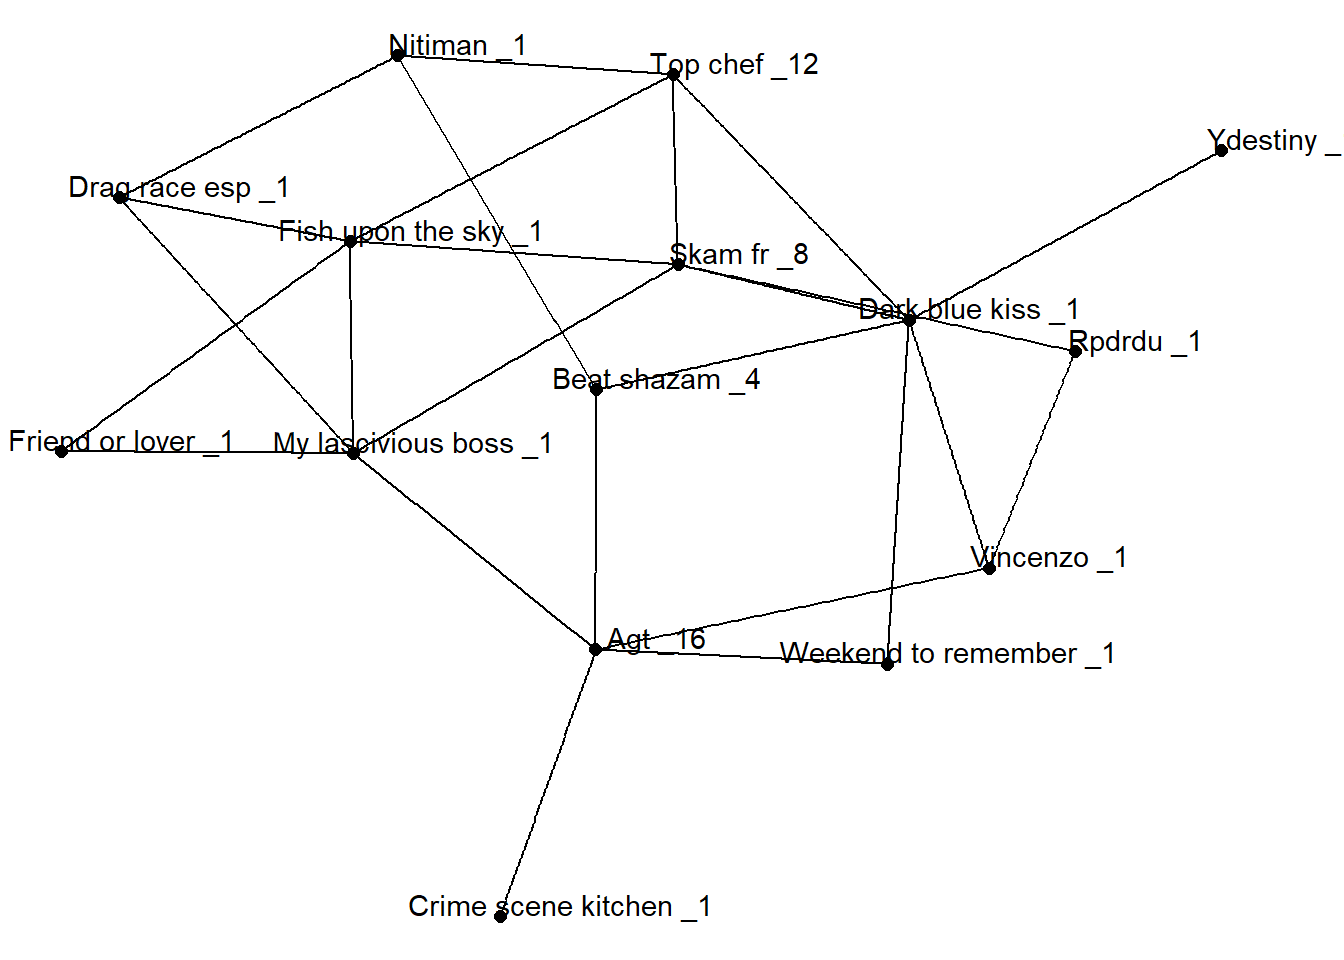 Nitiman _1
Top chef _12
Ydestiny _
Drag race esp _1
Fish upon the sky _1
Skam fr _8
Dark blue kiss _1
Rpdrdu _1
Beat shazam _4
Friend or lover _1
My lascivious boss _1
Vincenzo _1
Agt _16
Weekend to remember _1
Crime scene kitchen _1